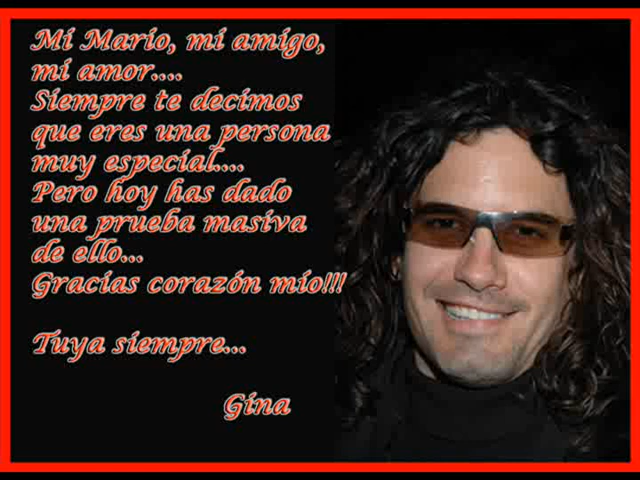 Mi Mario, mi amigo,
mi amor....
Siempre te decimos
que eres una persona
muy especial....
Pero hoy has dado
una prueba masiva
de ello...
Gracias corazón mío!!!
Tuya siempre...
Gina